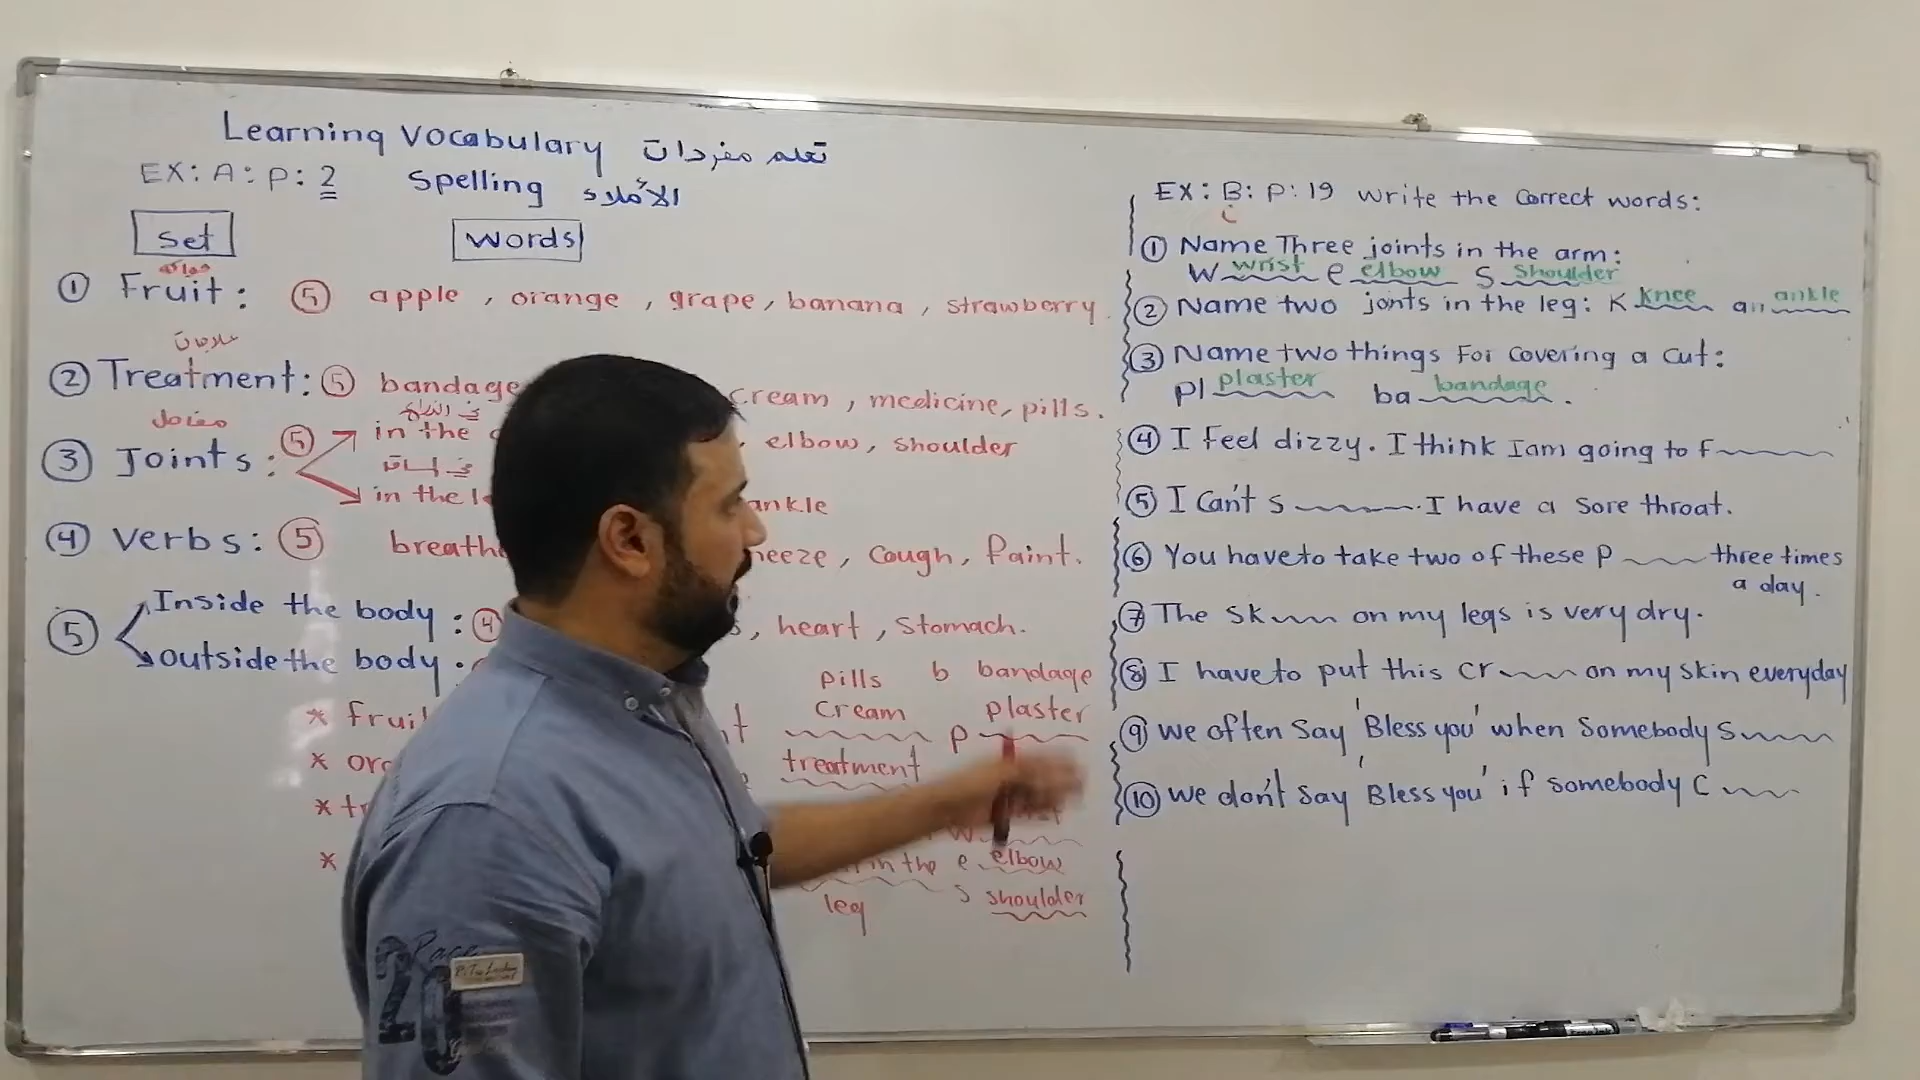 Learning Vocabulary تعلم مفردات
EX: A: P: 2 Spelling الأملاء
Set words
فواكه
① Fruit: ⑤ apple, orange, grape, banana, strawberry.
علاجات
② Treatment: ⑤ bandage cream, medicine, pills.
مفاصل
③ Joints: ⑤ in the elbow, shoulder
in the ankle
④ verbs: ⑤ cough, faint.
⑤ Inside the body: ④ , heart, stomach.
outside the body:
pills b bandage
cream plaster
p
treatment
w
in the e elbow
leg s shoulder
EX: B: P: 19 write the correct words:
① Name Three joints in the arm:
W wrist e elbow S shoulder
② Name two jonts in the leg: K knee an ankle
③ Name two things For covering a cut:
pl plaster ba bandage .
④ I feel dizzy. I think Iam going to f
⑤ I Can't s . I have a sore throat.
⑥ You have to take two of these P three times
a day.
⑦ The sk on my legs is very dry.
⑧ I have to put this cr on my skin everyday
⑨ we often say 'Bless you' when somebody s
⑩ we don't say 'Bless you' if somebody C